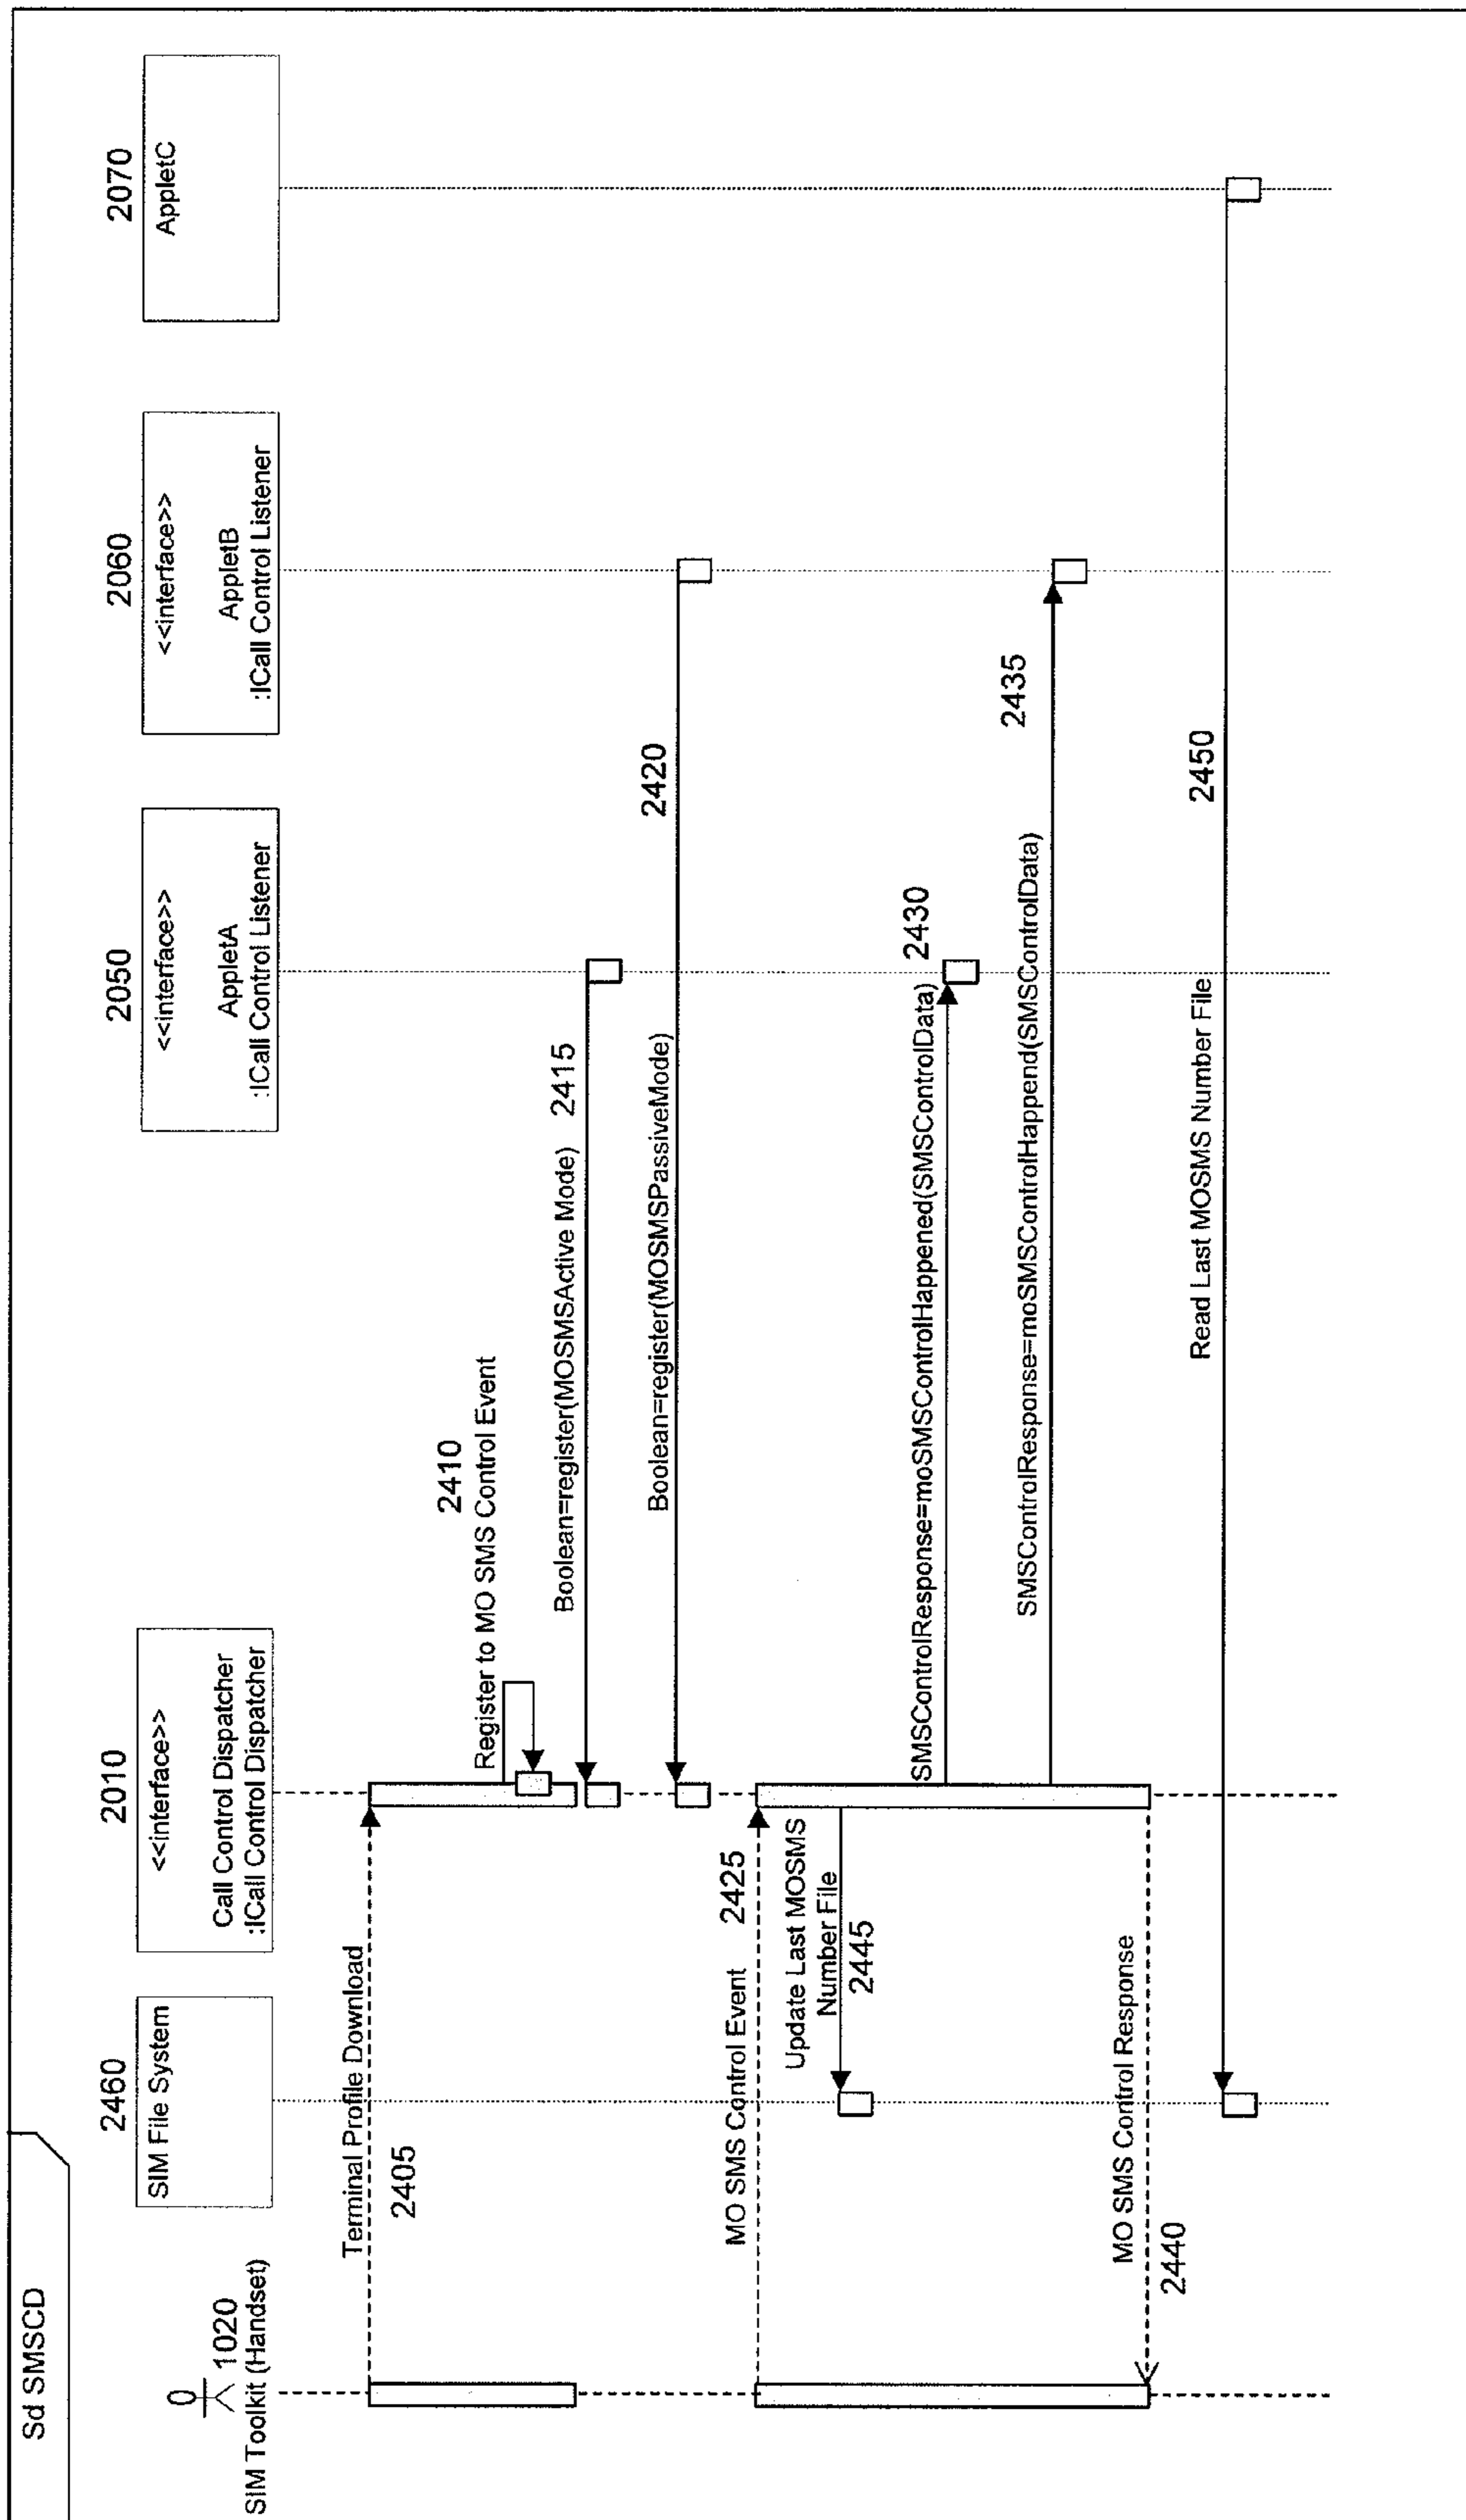 Sd SMSCD
1020
SIM Toolkit (Handset)
2460
SIM File System
2010
<<interface>>
Call Control Dispatcher
:ICall Control Dispatcher
2050
<<interface>>
AppletA
:ICall Control Listener
2060
<<interface>>
AppletB
:ICall Control Listener
2070
AppletC
Terminal Profile Download
2405
2410
Register to MO SMS Control Event
Boolean=register(MOSMSActive Mode) 2415
2420
Boolean=register(MOSMSPassiveMode)
MO SMS Control Event 2425
Update Last MOSMS
Number File
2445
2430
SMSControlResponse=moSMSControlHappened(SMSControlData)
2435
SMSControlResponse=moSMSControlHappend(SMSControlData)
MO SMS Control Response
2440
Read Last MOSMS Number File
2450